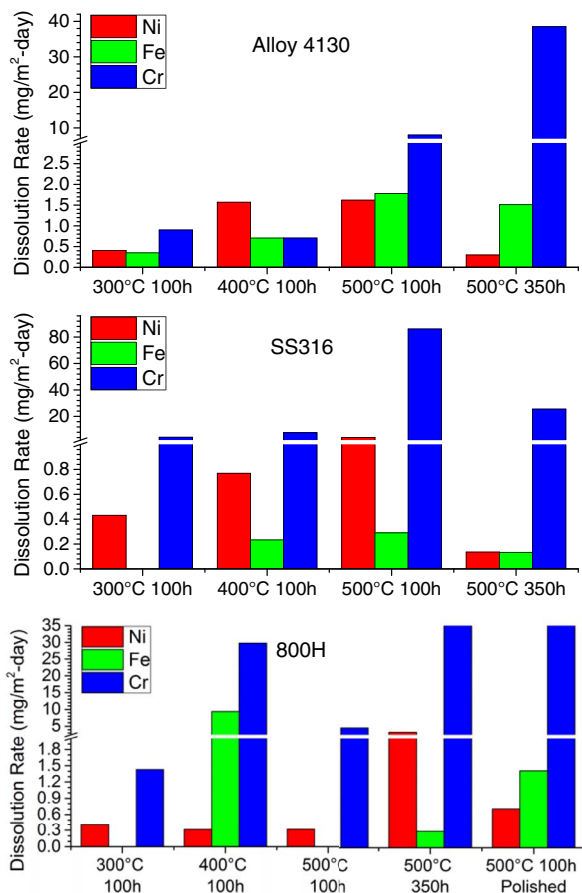 Alloy 4130
Ni
Fe
Cr
Dissolution Rate (mg/m²-day)
40
30
20
10
2.5
2.0
1.5
1.0
0.5
0.0
300°C 100h 400°C 100h 500°C 100h 500°C 350h
SS316
Ni
Fe
Cr
Dissolution Rate (mg/m²-day)
80
60
40
20
0.8
0.6
0.4
0.2
0.0
300°C 100h 400°C 100h 500°C 100h 500°C 350h
800H
Ni
Fe
Cr
Dissolution Rate (mg/m²-day)
35
30
25
20
15
10
5
1.8
1.5
1.2
0.9
0.6
0.3
0.0
300°C 400°C 500°C 500°C 500°C 100h
100h 100h 100h 350h Polished